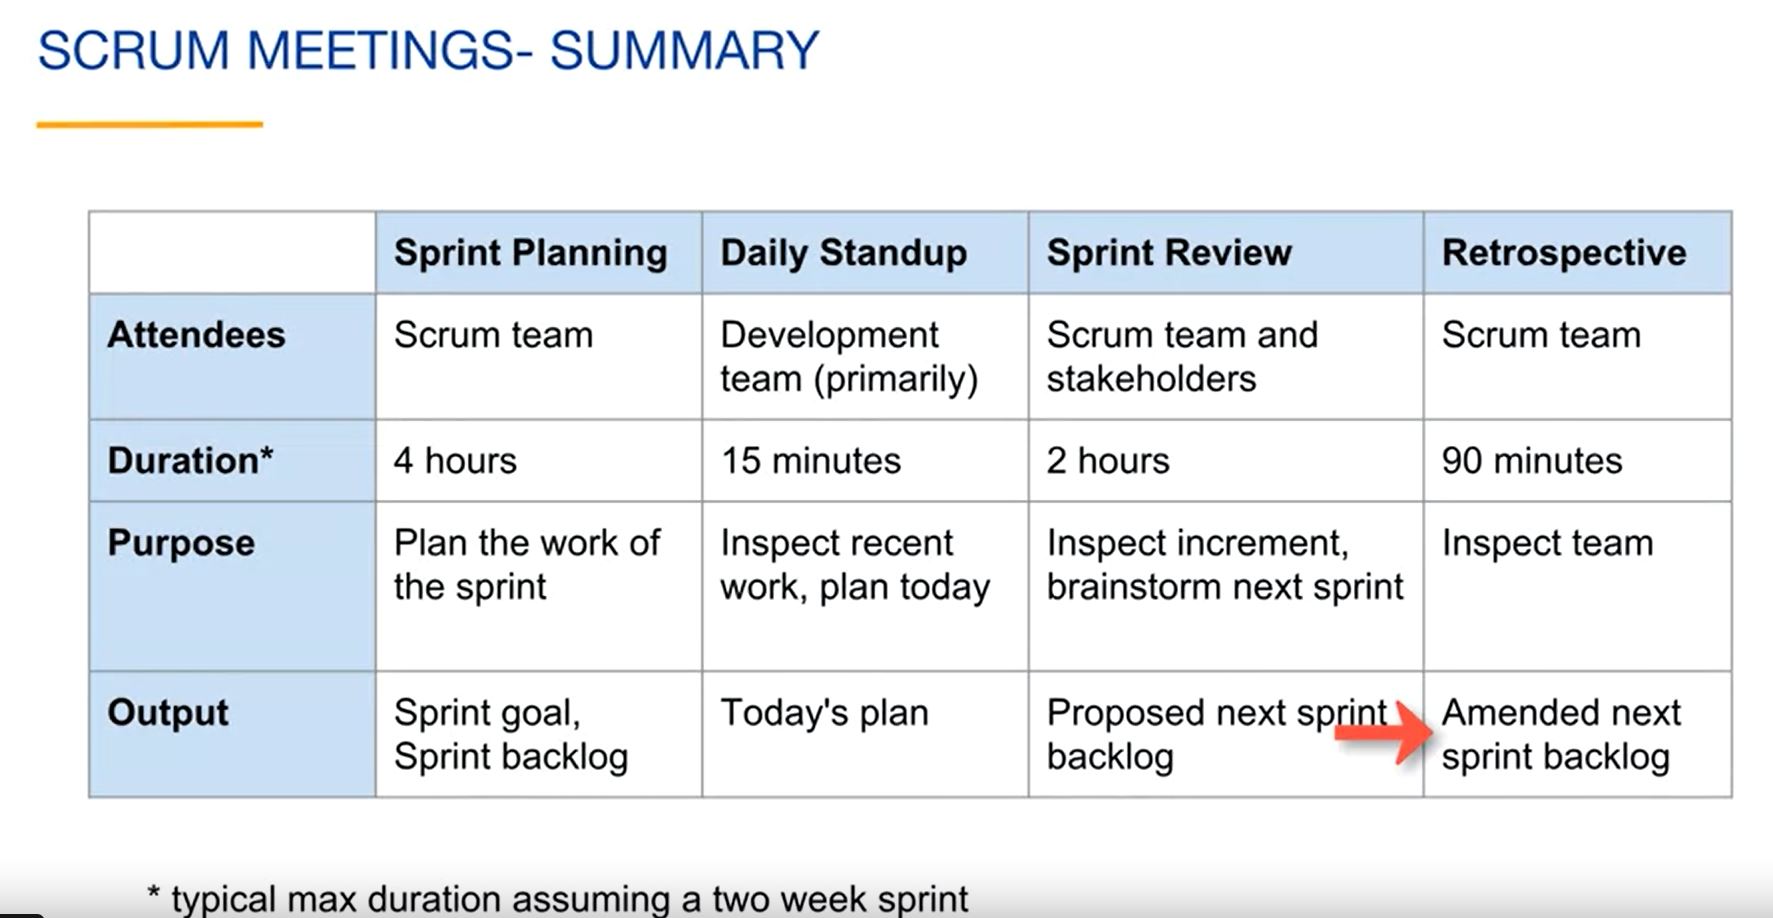 SCRUM MEETINGS- SUMMARY
Sprint Planning Daily Standup Sprint Review Retrospective
Attendees Scrum team Development Scrum team and Scrum team
team (primarily) stakeholders
Duration* 4 hours 15 minutes 2 hours 90 minutes
Purpose Plan the work of Inspect recent Inspect increment, Inspect team
the sprint work, plan today brainstorm next sprint
Output Sprint goal, Today's plan Proposed next sprint Amended next
Sprint backlog backlog sprint backlog
* typical max duration assuming a two week sprint